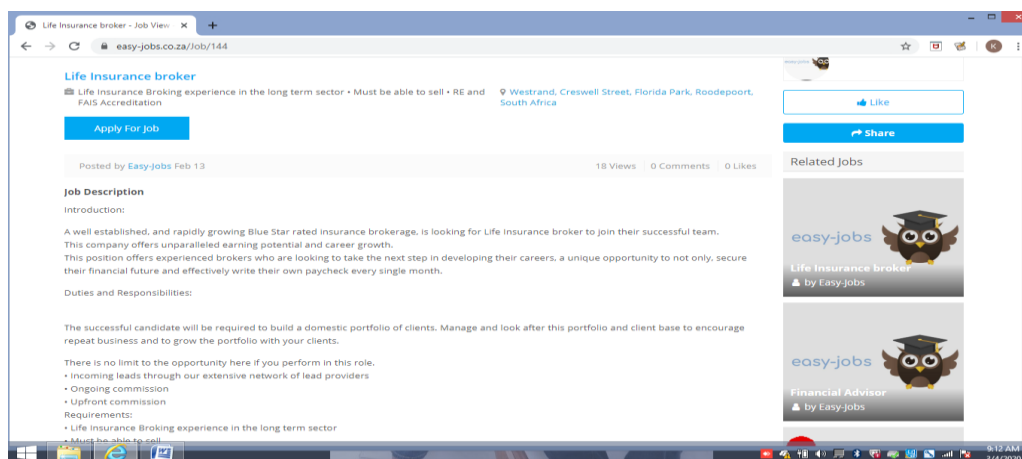 Life Insurance broker - Job View
easy-jobs.co.za/Job/144
K
Life Insurance broker
Life Insurance Broking experience in the long term sector • Must be able to sell • RE and
FAIS Accreditation
Westrand, Creswell Street, Florida Park, Roodepoort,
South Africa
Apply For Job
Posted by Easy-Jobs Feb 13
18 Views 0 Comments 0 Likes
Job Description
Introduction:
A well established, and rapidly growing Blue Star rated insurance brokerage, is looking for Life Insurance broker to join their successful team.
This company offers unparalleled earning potential and career growth.
This position offers experienced brokers who are looking to take the next step in developing their careers, a unique opportunity to not only, secure
their financial future and effectively write their own paycheck every single month.
Duties and Responsibilities:
The successful candidate will be required to build a domestic portfolio of clients. Manage and look after this portfolio and client base to encourage
repeat business and to grow the portfolio with your clients.
There is no limit to the opportunity here if you perform in this role.
• Incoming leads through our extensive network of lead providers
• Ongoing commission
• Upfront commission
Requirements:
• Life Insurance Broking experience in the long term sector
• Must be able to sell
easy-jobs
Like
Share
Related Jobs
easy-jobs
Life Insurance broker
by Easy-Jobs
easy-jobs
Financial Advisor
by Easy-Jobs
9:12 AM
3/4/2020